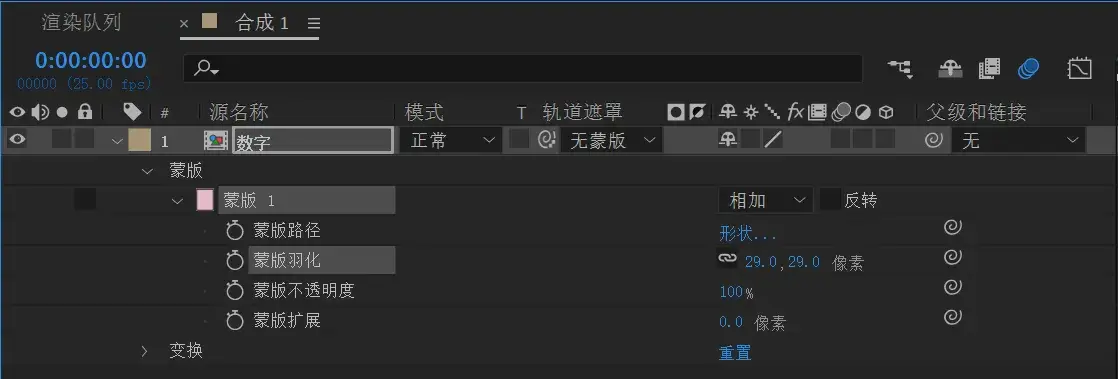 渲染队列 × 合成 1
0:00:00:00
00000 (25.00 fps)
# 源名称 模式 T 轨道遮罩 fx 父级和链接
1 数字 正常 无蒙版 无
蒙版
蒙版 1 相加 反转
蒙版路径 形状...
蒙版羽化 29.0,29.0 像素
蒙版不透明度 100%
蒙版扩展 0.0 像素
变换 重置